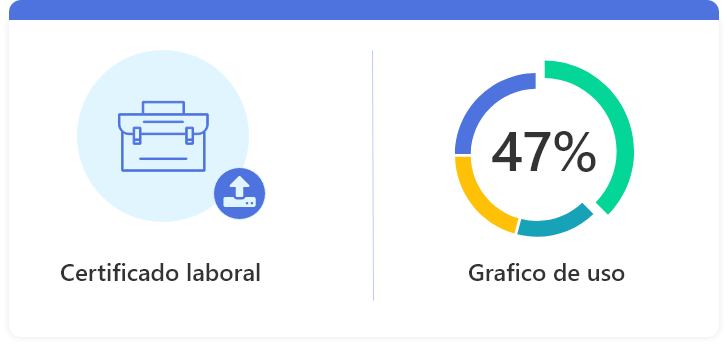 47%
Certificado laboral
Grafico de uso